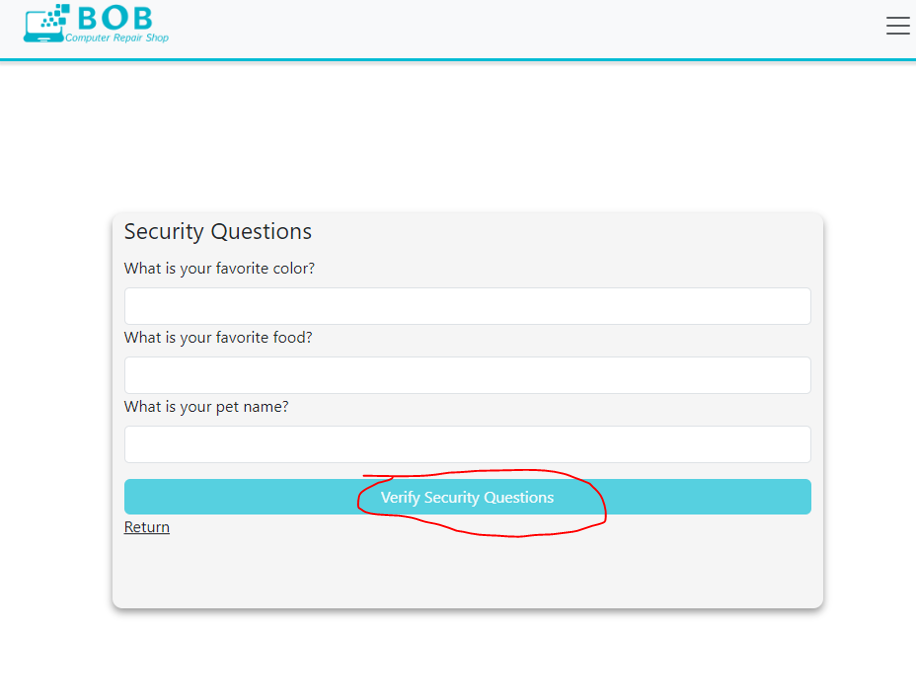 BOB
Computer Repair Shop
Security Questions
What is your favorite color?
What is your favorite food?
What is your pet name?
Verify Security Questions
Return